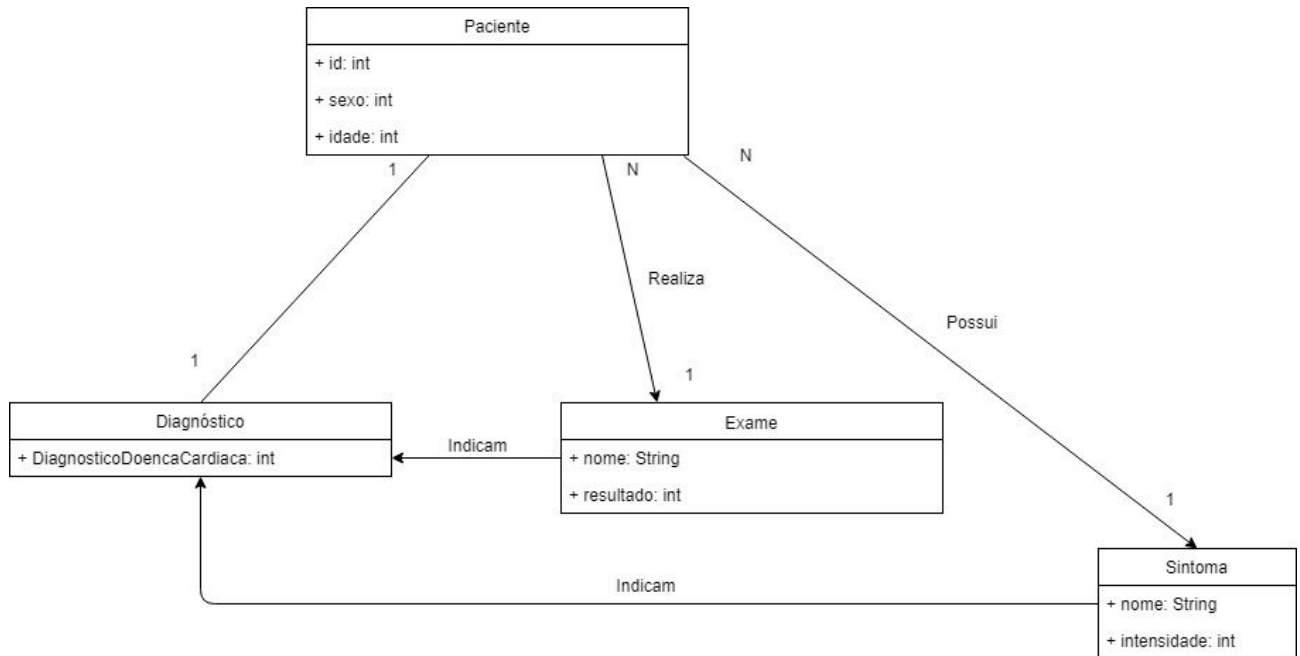 Paciente
+ id: int
+ sexo: int
+ idade: int
1
N
N
Realiza
Possui
1
1
Diagnóstico
+ DiagnosticoDoencaCardiaca: int
Indicam
Exame
+ nome: String
+ resultado: int
1
Sintoma
+ nome: String
+ intensidade: int
Indicam